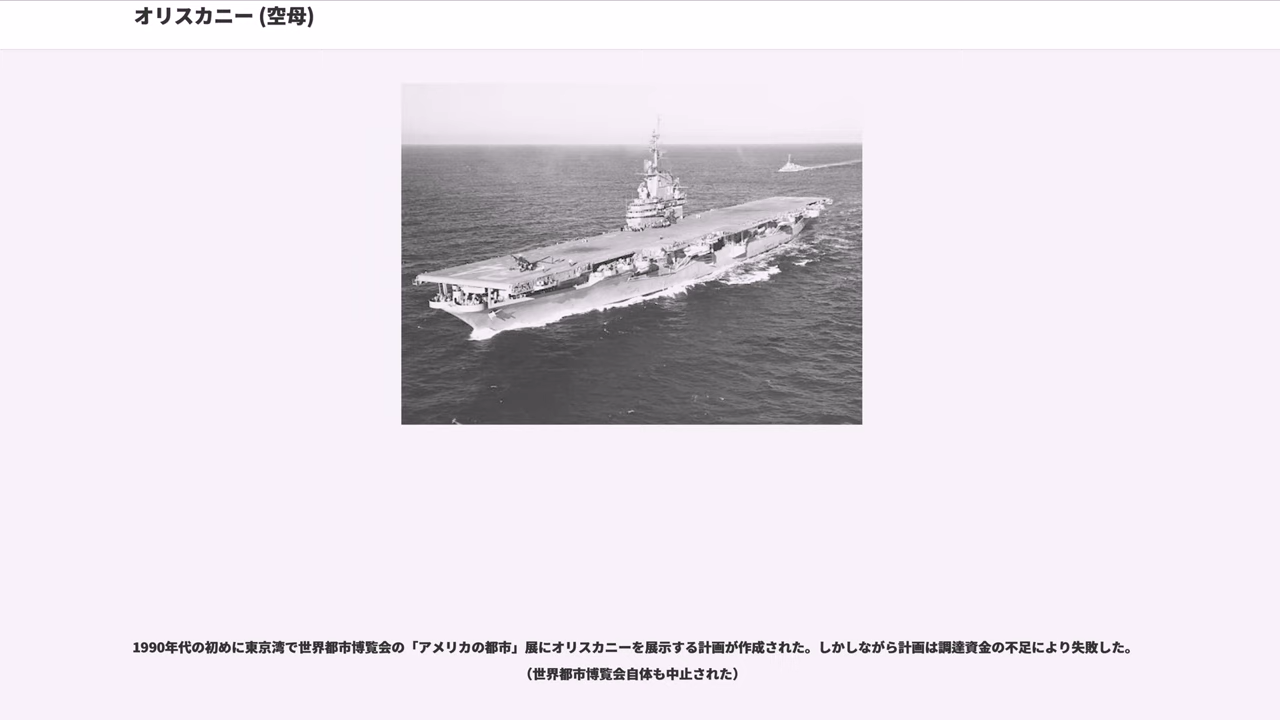 オリスカニー (空母)
1990年代の初めに東京湾で世界都市博覧会の「アメリカの都市」展にオリスカニーを展示する計画が作成された。しかしながら計画は調達資金の不足により失敗した。
（世界都市博覧会自体も中止された）